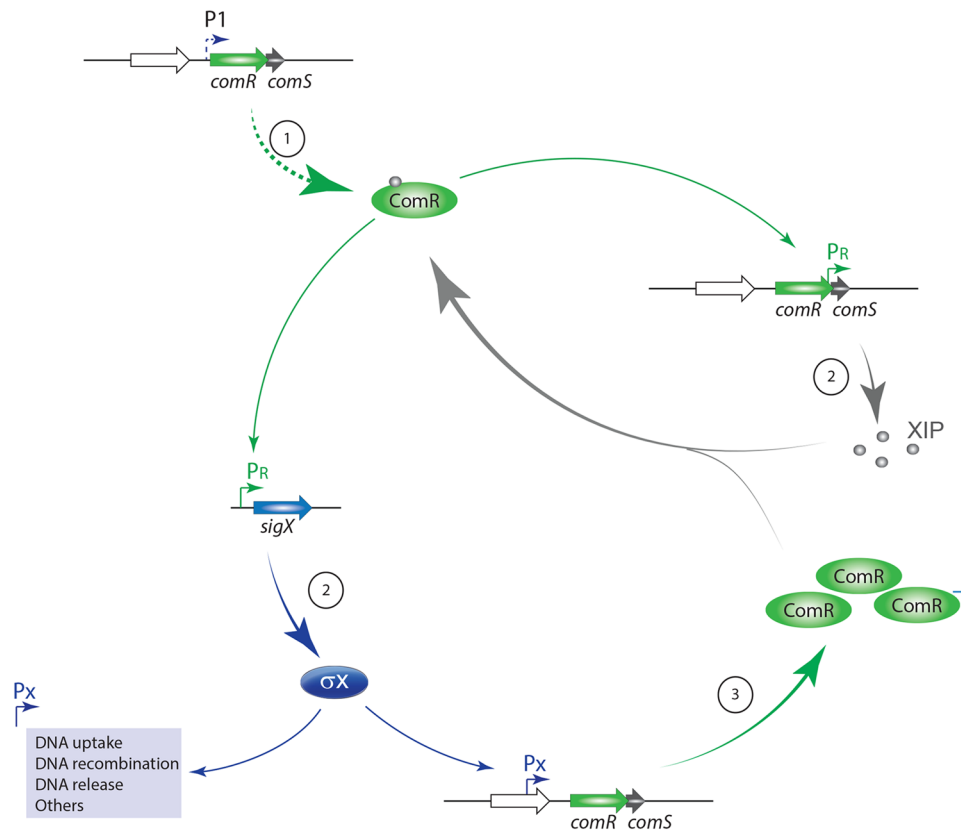 P1
comR comS
1
ComR
PR
comR comS
2
XIP
PR
sigX
2
ComR
ComR
ComR
σX
3
Px
DNA uptake
DNA recombination
DNA release
Others
Px
comR comS